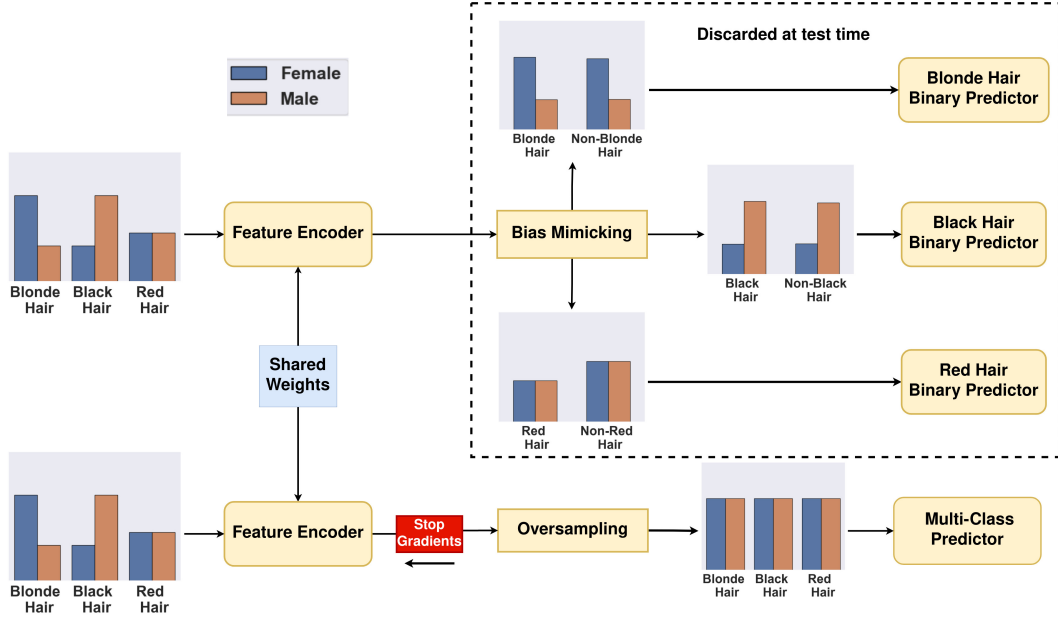 Discarded at test time
Female
Male
Blonde
Hair
Non-Blonde
Hair
Blonde Hair
Binary Predictor
Blonde
Hair
Black
Hair
Red
Hair
Feature Encoder
Bias Mimicking
Black
Hair
Non-Black
Hair
Black Hair
Binary Predictor
Shared
Weights
Red
Hair
Non-Red
Hair
Red Hair
Binary Predictor
Blonde
Hair
Black
Hair
Red
Hair
Feature Encoder
Stop
Gradients
Oversampling
Blonde
Hair
Black
Hair
Red
Hair
Multi-Class
Predictor